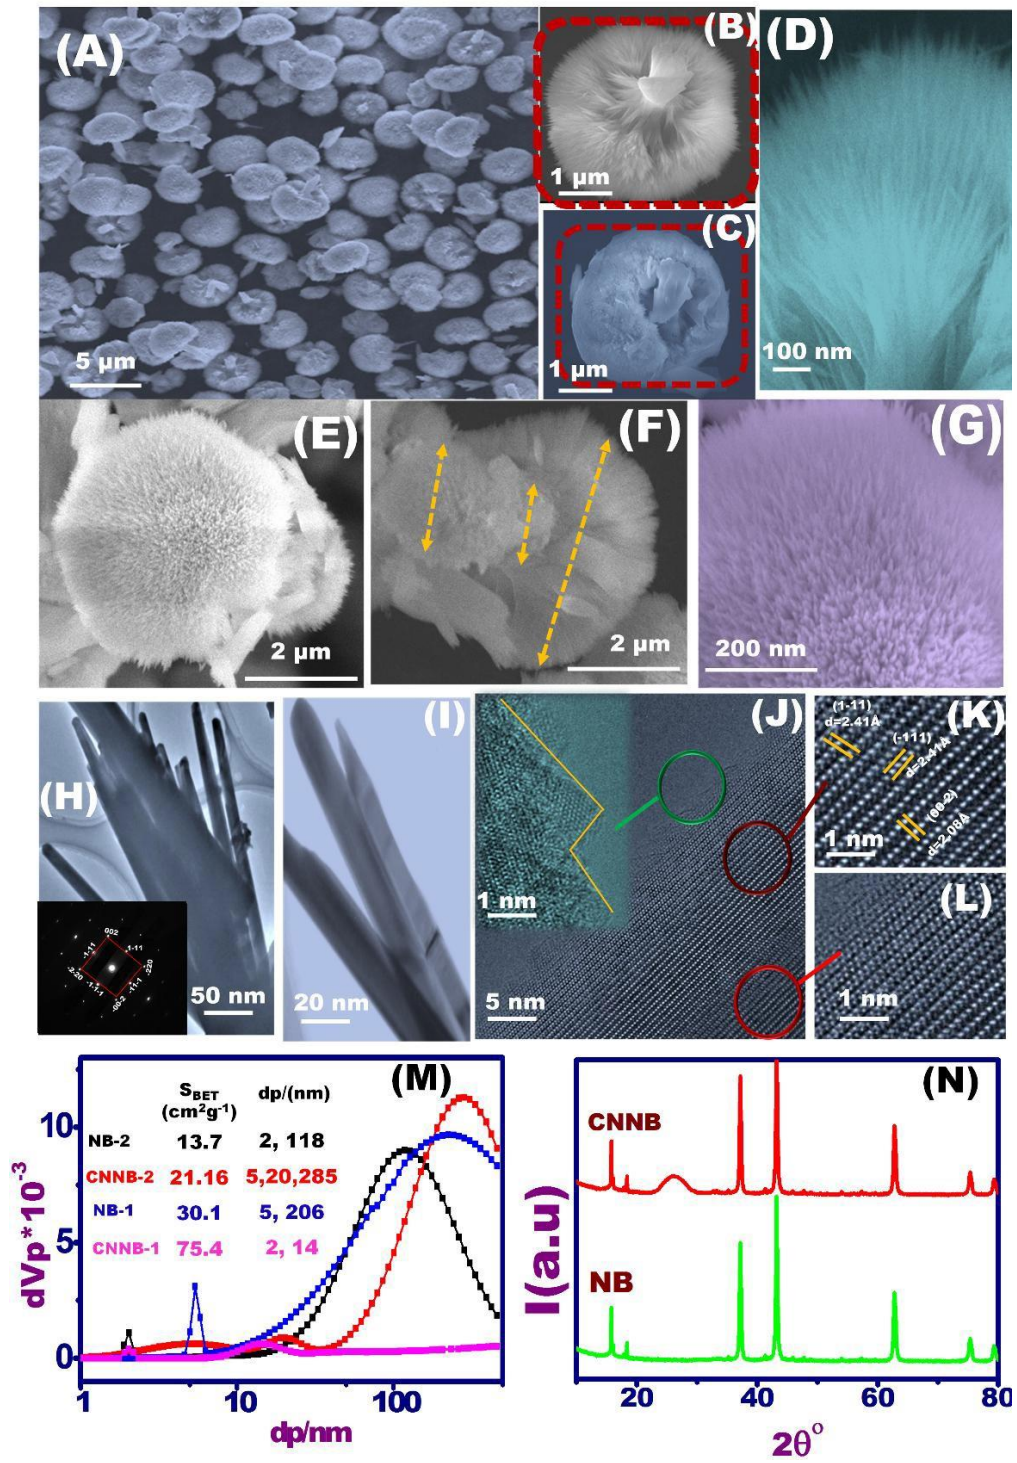 (A)
5 µm
(B)
1 µm
(C)
1 µm
(D)
100 nm
(E)
2 µm
(F)
2 µm
(G)
200 nm
(H)
50 nm
002
-1-11
1-11
-2-20
-220
-1-1-1
-11-1
-00-2
(I)
20 nm
(J)
1 nm
5 nm
(K)
(1-11)
d=2.41Å
(-111)
d=2.41Å
(00-2)
d=2.08Å
1 nm
(L)
1 nm
(M)
S_BET dp/(nm)
(cm²g⁻¹)
NB-2 13.7 2, 118
CNNB-2 21.16 5,20,285
NB-1 30.1 5, 206
CNNB-1 75.4 2, 14
dVp*10⁻³
10
5
0
1 10 100
dp/nm
(N)
CNNB
NB
I(a.u)
20 40 60 80
2θ°